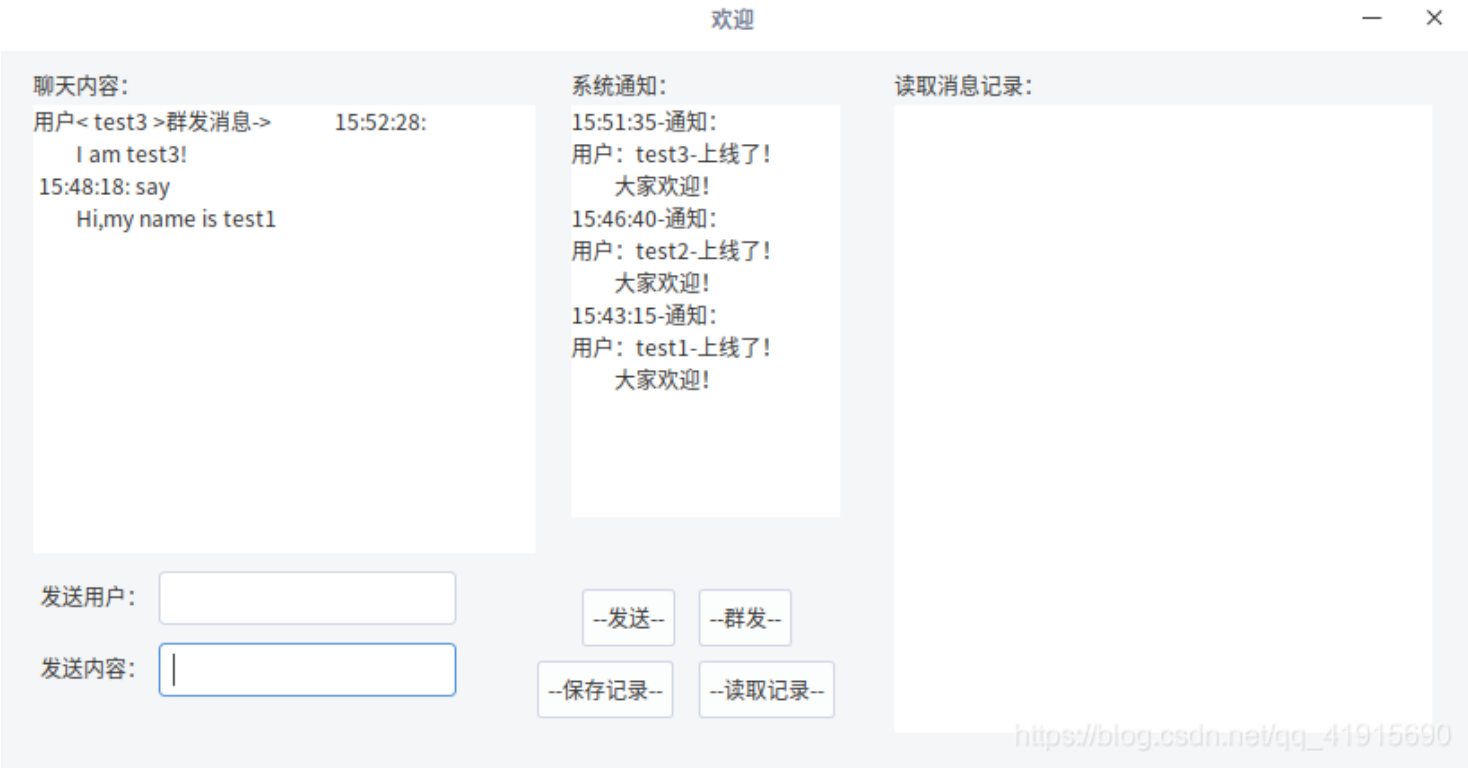 欢迎
聊天内容：
用户< test3 >群发消息-> 15:52:28:
I am test3!
15:48:18: say
Hi,my name is test1
系统通知：
15:51:35-通知：
用户：test3-上线了！
大家欢迎！
15:46:40-通知：
用户：test2-上线了！
大家欢迎！
15:43:15-通知：
用户：test1-上线了！
大家欢迎！
读取消息记录：
发送用户：
发送内容：
--发送--
--群发--
--保存记录--
--读取记录--
https://blog.csdn.net/qq_41915690